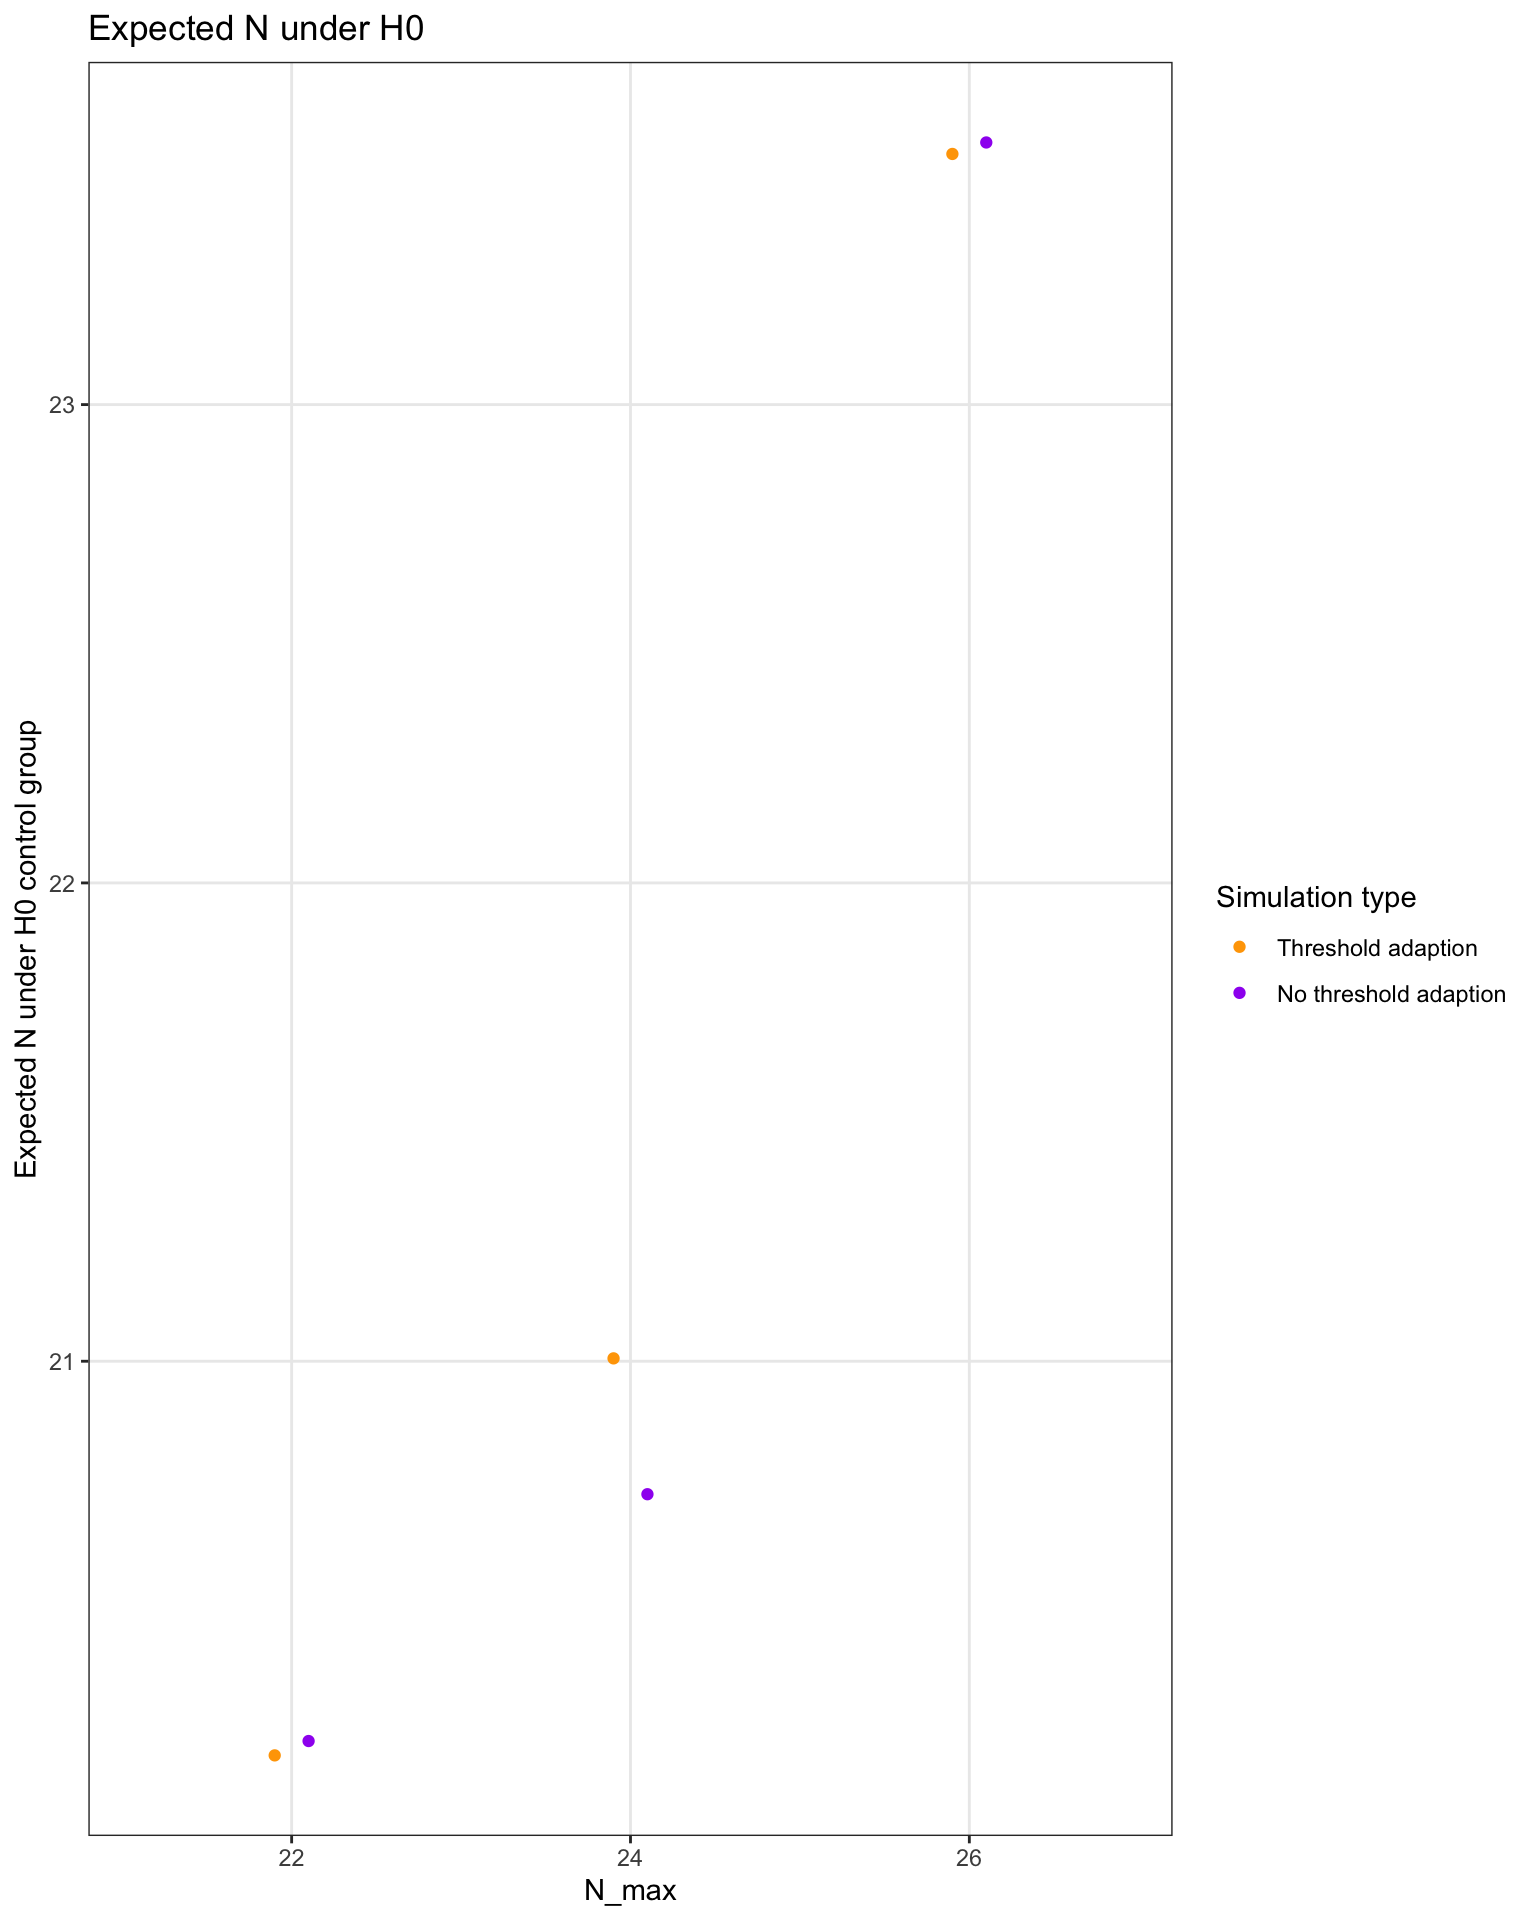 Expected N under H0
Expected N under H0 control group
23
22
21
22
24
26
N_max
Simulation type
Threshold adaption
No threshold adaption